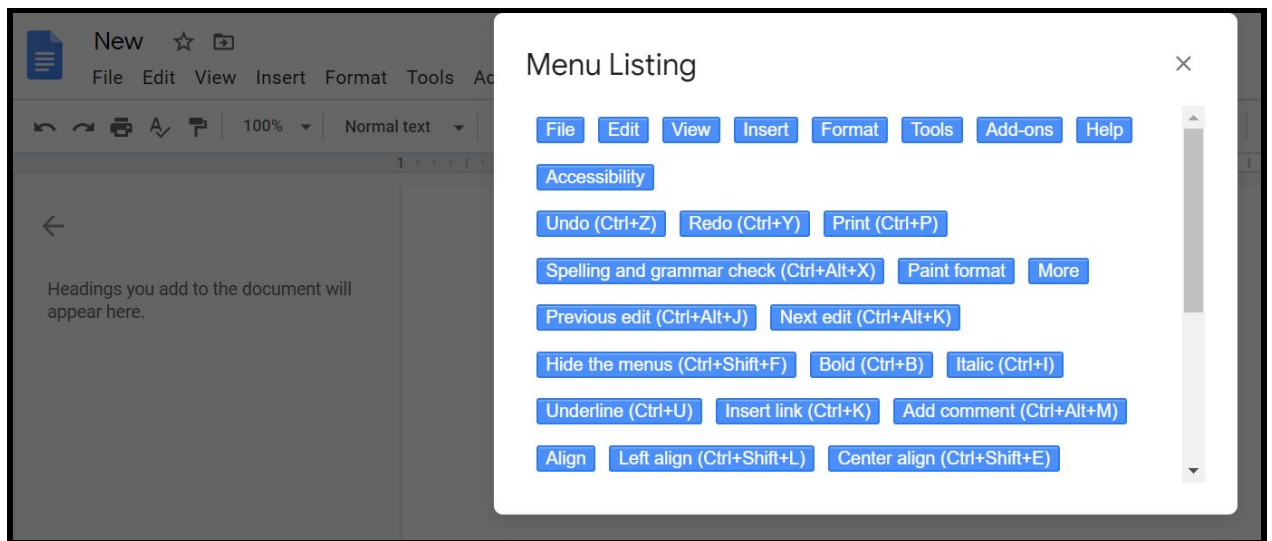 New
File Edit View Insert Format Tools
100% Normal text
1
Headings you add to the document will
appear here.
Menu Listing
File Edit View Insert Format Tools Add-ons Help
Accessibility
Undo (Ctrl+Z) Redo (Ctrl+Y) Print (Ctrl+P)
Spelling and grammar check (Ctrl+Alt+X) Paint format More
Previous edit (Ctrl+Alt+J) Next edit (Ctrl+Alt+K)
Hide the menus (Ctrl+Shift+F) Bold (Ctrl+B) Italic (Ctrl+I)
Underline (Ctrl+U) Insert link (Ctrl+K) Add comment (Ctrl+Alt+M)
Align Left align (Ctrl+Shift+L) Center align (Ctrl+Shift+E)